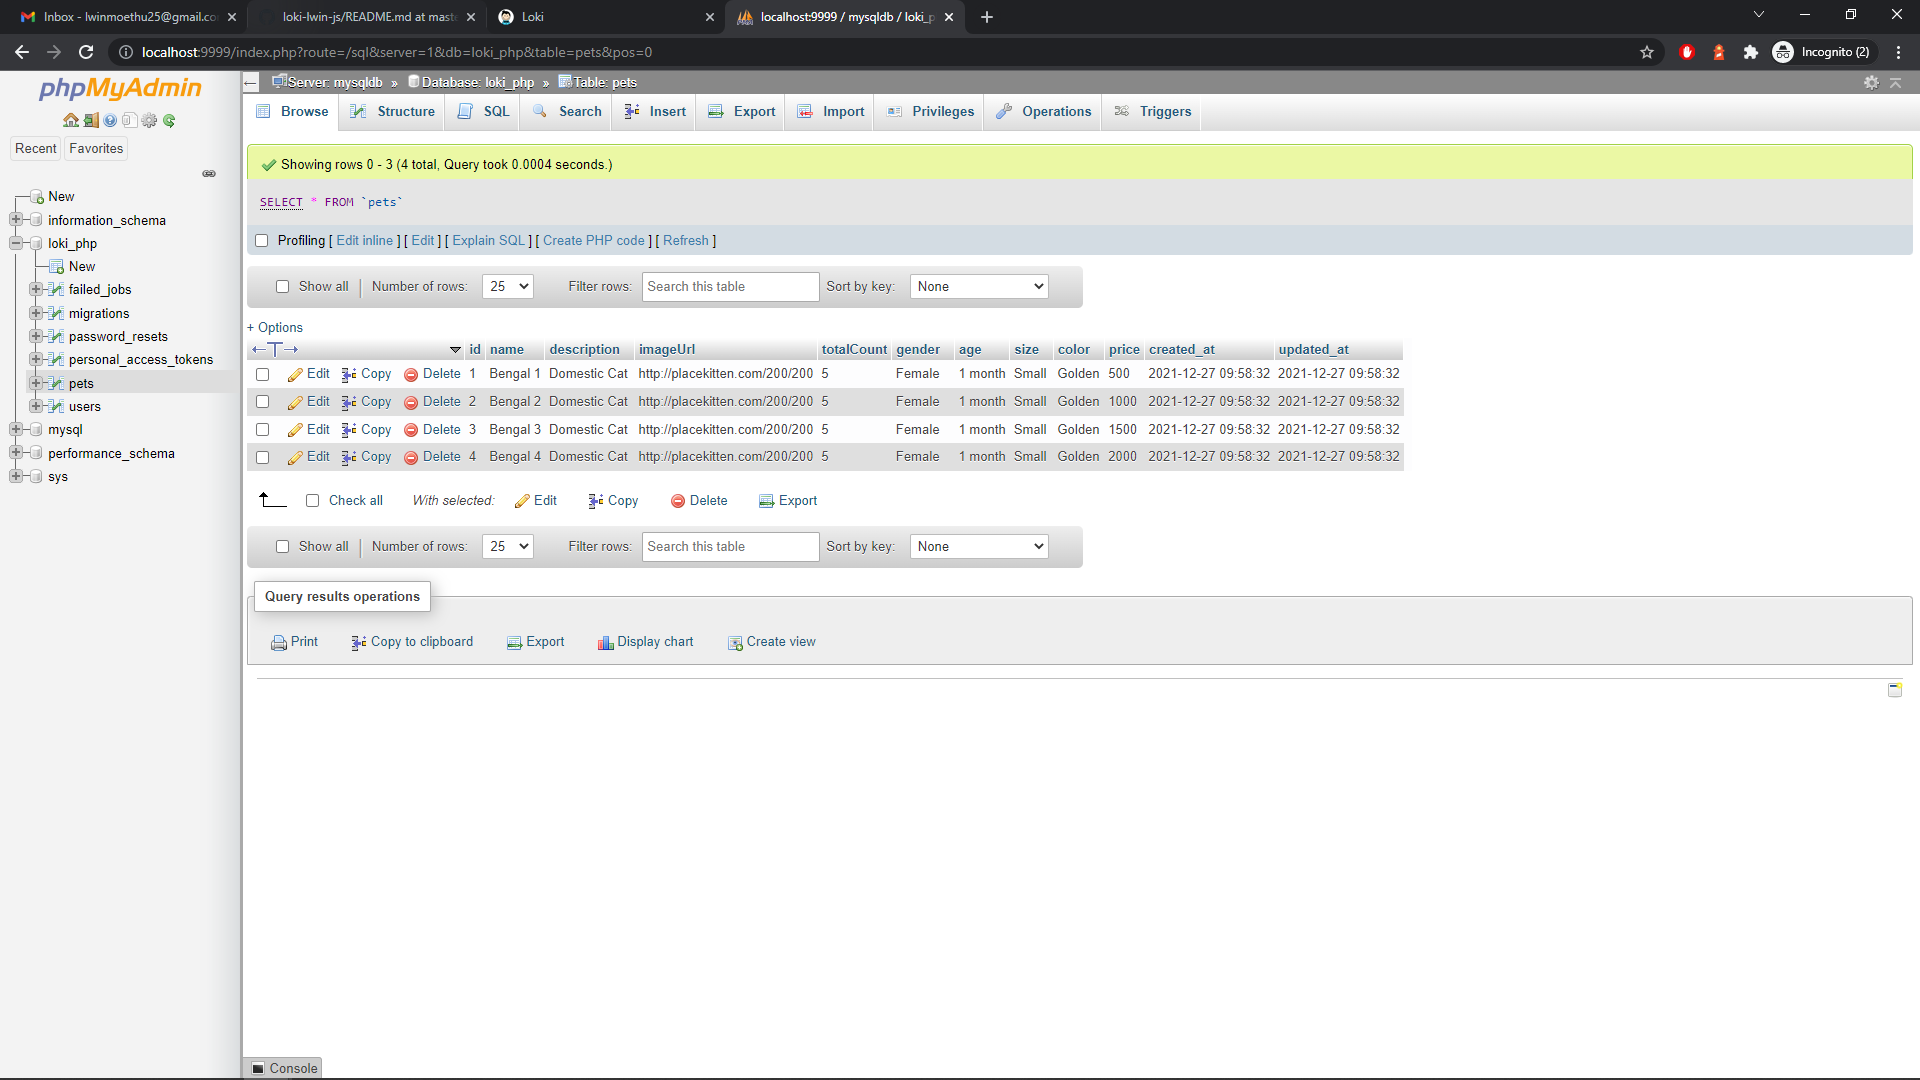 Inbox - lwinmoethu25@gmail.co
loki-lwin-js/README.md at maste
Loki
localhost:9999 / mysqldb / loki_p
localhost:9999/index.php?route=/sql&server=1&db=loki_php&table=pets&pos=0
Incognito (2)
phpMyAdmin
Recent
Favorites
New
information_schema
loki_php
New
failed_jobs
migrations
password_resets
personal_access_tokens
pets
users
mysql
performance_schema
sys
Server: mysqldb » Database: loki_php » Table: pets
Browse Structure SQL Search Insert Export Import Privileges Operations Triggers
Showing rows 0 - 3 (4 total, Query took 0.0004 seconds.)
SELECT * FROM `pets`
Profiling [ Edit inline ] [ Edit ] [ Explain SQL ] [ Create PHP code ] [ Refresh ]
Show all | Number of rows: 25 Filter rows: Search this table Sort by key: None
+ Options
←T→ id name description imageUrl totalCount gender age size color price created_at updated_at
Edit Copy Delete 1 Bengal 1 Domestic Cat http://placekitten.com/200/200 5 Female 1 month Small Golden 500 2021-12-27 09:58:32 2021-12-27 09:58:32
Edit Copy Delete 2 Bengal 2 Domestic Cat http://placekitten.com/200/200 5 Female 1 month Small Golden 1000 2021-12-27 09:58:32 2021-12-27 09:58:32
Edit Copy Delete 3 Bengal 3 Domestic Cat http://placekitten.com/200/200 5 Female 1 month Small Golden 1500 2021-12-27 09:58:32 2021-12-27 09:58:32
Edit Copy Delete 4 Bengal 4 Domestic Cat http://placekitten.com/200/200 5 Female 1 month Small Golden 2000 2021-12-27 09:58:32 2021-12-27 09:58:32
Check all With selected: Edit Copy Delete Export
Show all | Number of rows: 25 Filter rows: Search this table Sort by key: None
Query results operations
Print Copy to clipboard Export Display chart Create view
Console